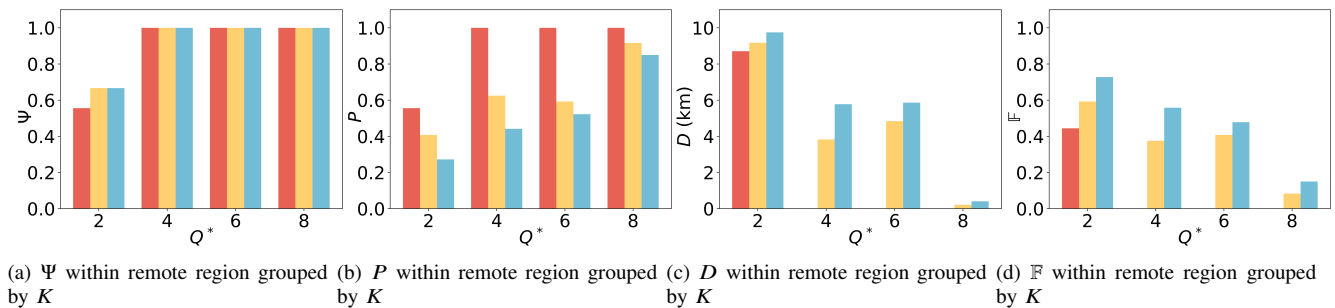 1.0
0.8
0.6
0.4
0.2
0.0
Ψ
2 4 6 8
Q*
1.0
0.8
0.6
0.4
0.2
0.0
P
2 4 6 8
Q*
10
8
6
4
2
0
D (km)
2 4 6 8
Q*
1.0
0.8
0.6
0.4
0.2
0.0
𝔽
2 4 6 8
Q*
(a) Ψ within remote region grouped
by K
(b) P within remote region grouped
by K
(c) D within remote region grouped
by K
(d) 𝔽 within remote region grouped
by K